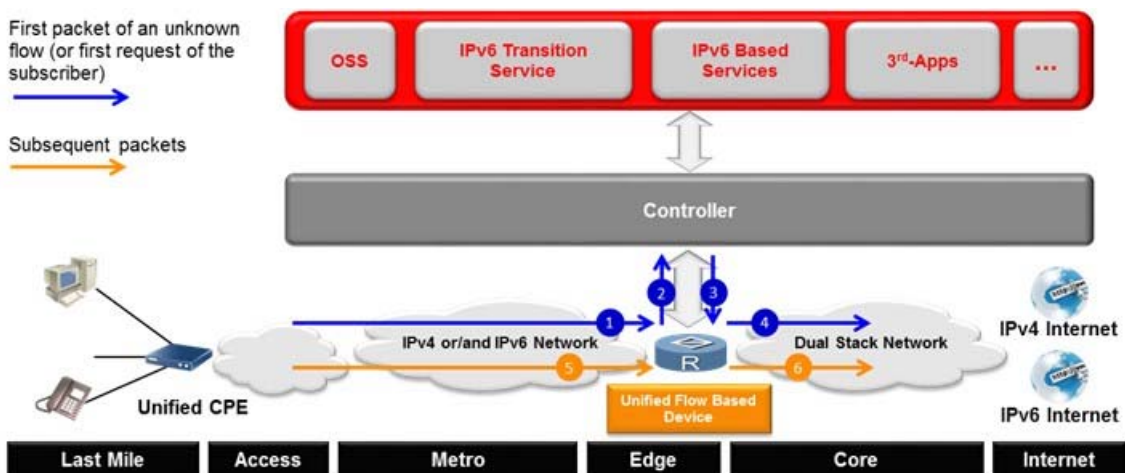 First packet of an unknown
flow (or first request of the
subscriber)
Subsequent packets
OSS
IPv6 Transition
Service
IPv6 Based
Services
3rd-Apps
...
Controller
2
3
1
4
IPv4 or/and IPv6 Network
Dual Stack Network
R
5
6
Unified CPE
Unified Flow Based
Device
IPv4 Internet
IPv6 Internet
Last Mile
Access
Metro
Edge
Core
Internet